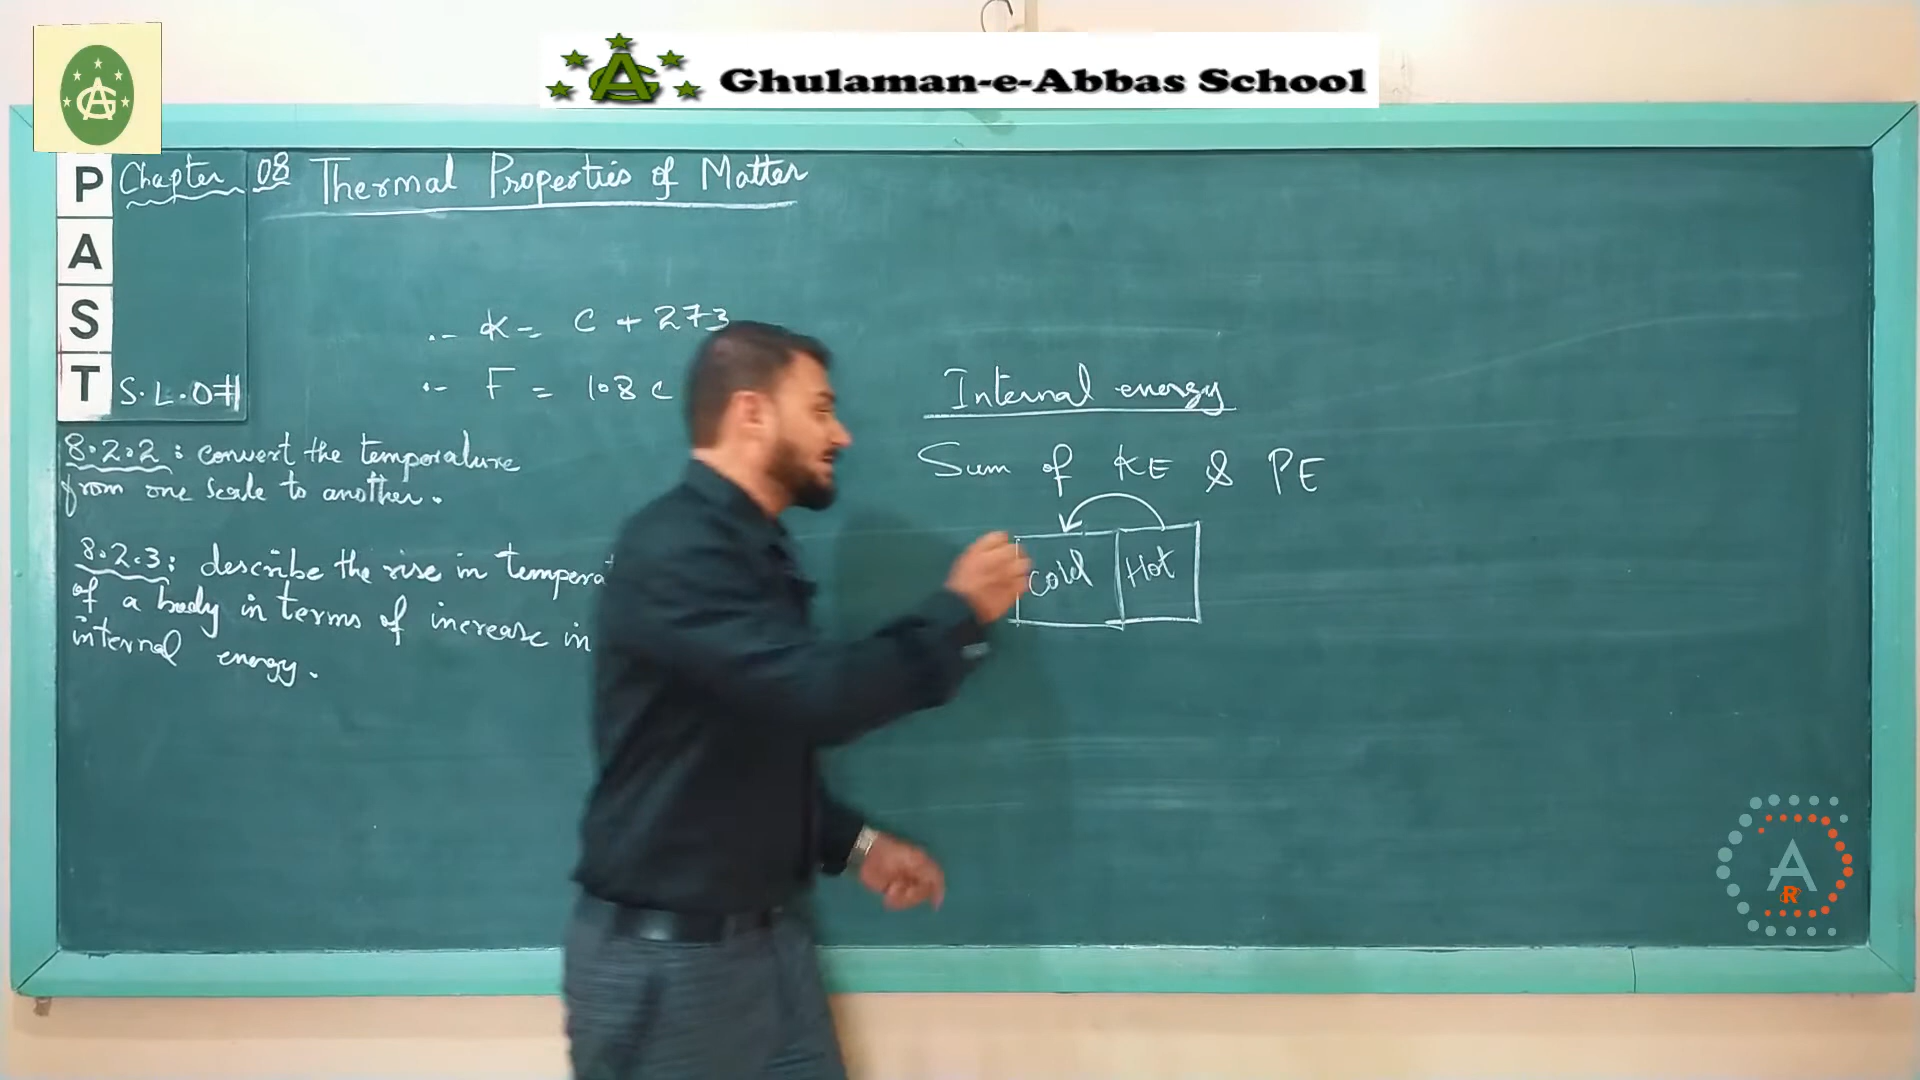 Ghulaman-e-Abbas School
P
A
S
T
Chapter 08 Thermal Properties of Matter
S.L.O#
K = C + 273
F = 1.8 C
8.2.2: convert the temperature
from one scale to another.
8.2.3: describe the rise in
of a body in terms of increase in
internal energy.
Internal energy
Sum of KE & PE
Cold Hot
A
R